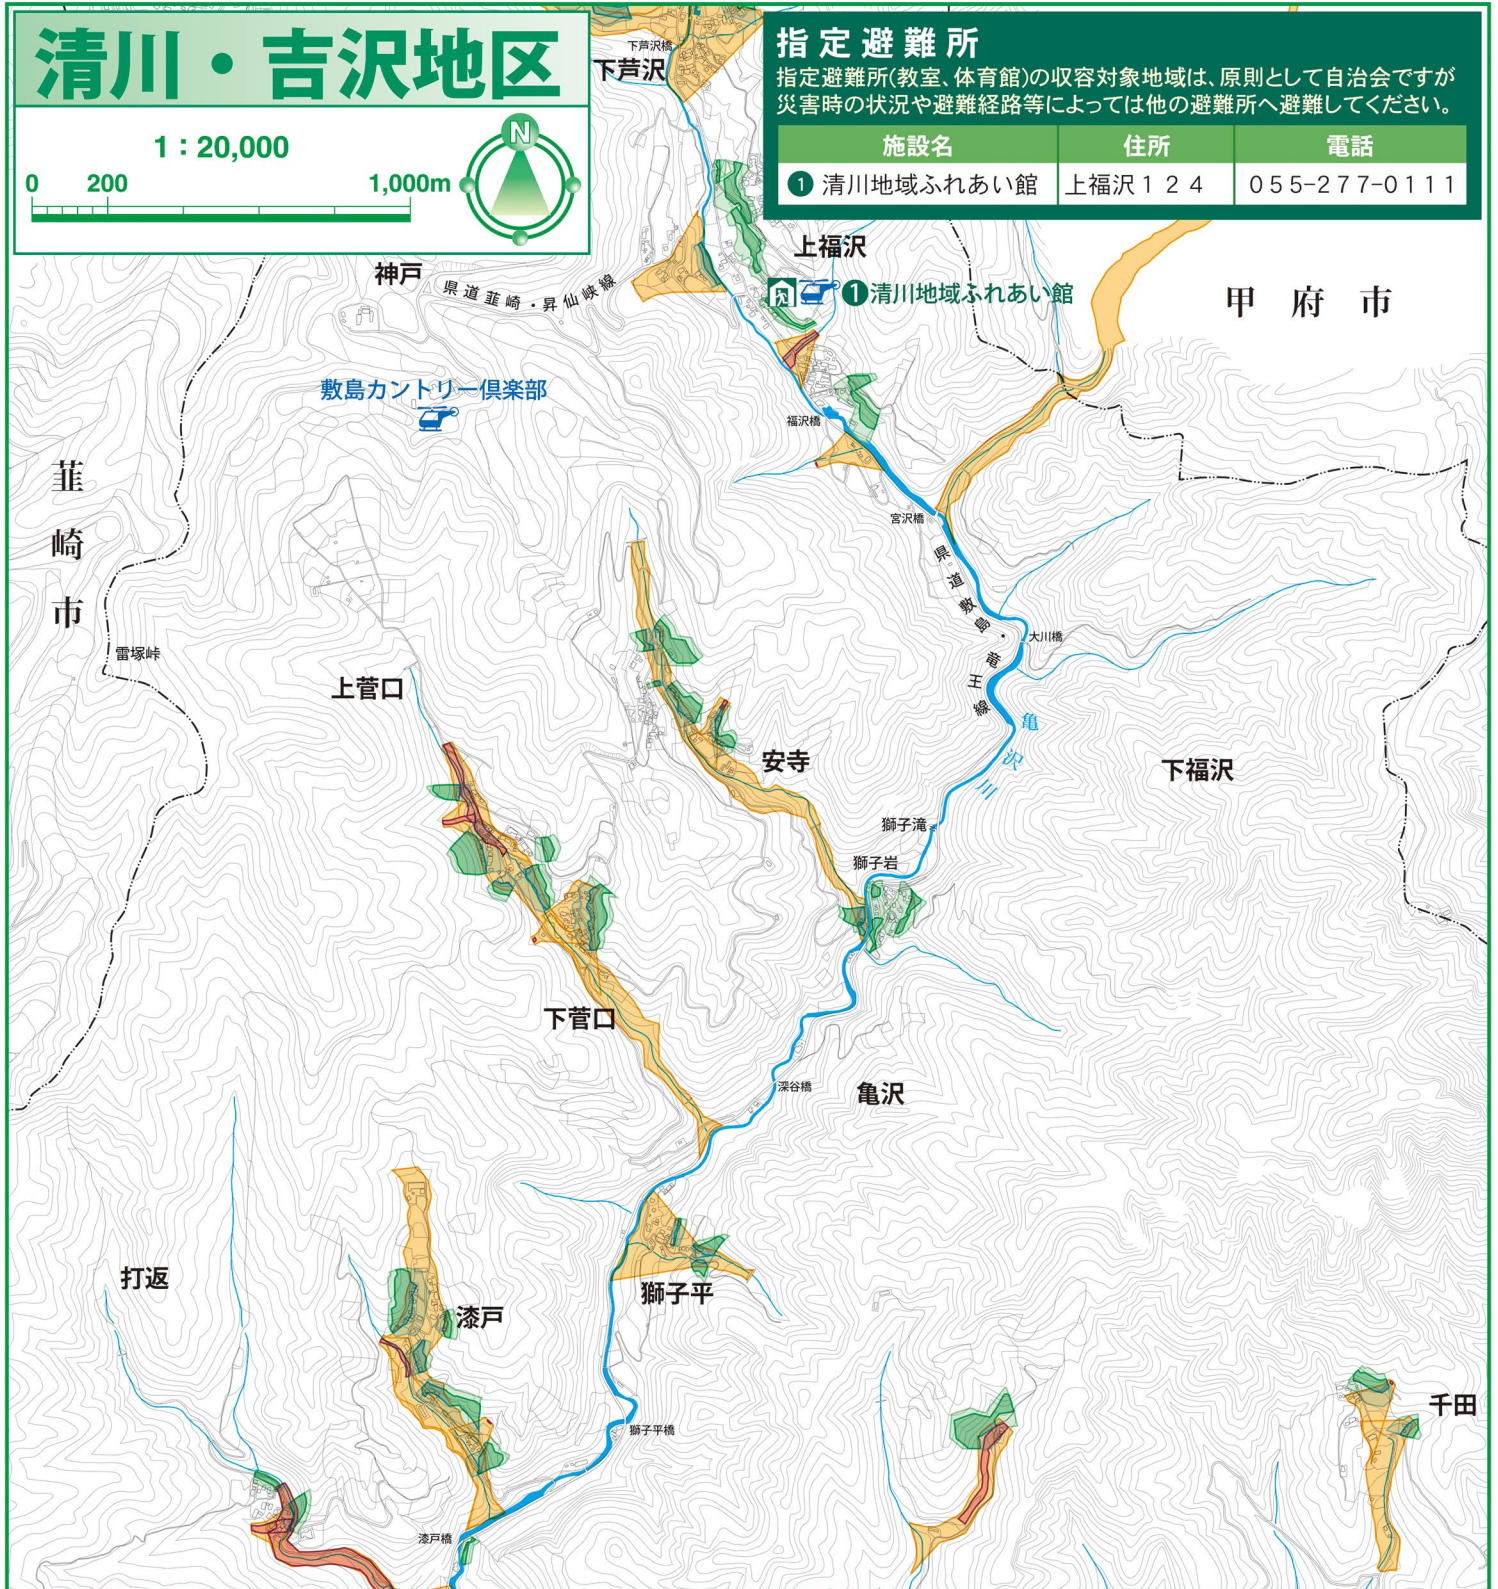 清川・吉沢地区
1：20,000
0 200 1,000m
N
指定避難所
指定避難所(教室、体育館)の収容対象地域は、原則として自治会ですが
災害時の状況や避難経路等によっては他の避難所へ避難してください。
施設名 住所 電話
1 清川地域ふれあい館 上福沢124 055-277-0111
下芦沢橋
下芦沢
上福沢
神戸
県道韮崎・昇仙峡線
1 清川地域ふれあい館
甲府市
敷島カントリー倶楽部
福沢橋
韮崎市
宮沢橋
県道敷島・竜王線
大川橋
雷塚峠
上菅口
亀沢川
安寺
下福沢
獅子滝
獅子岩
下菅口
深谷橋
亀沢
打返
獅子平
漆戸
千田
獅子平橋
漆戸橋